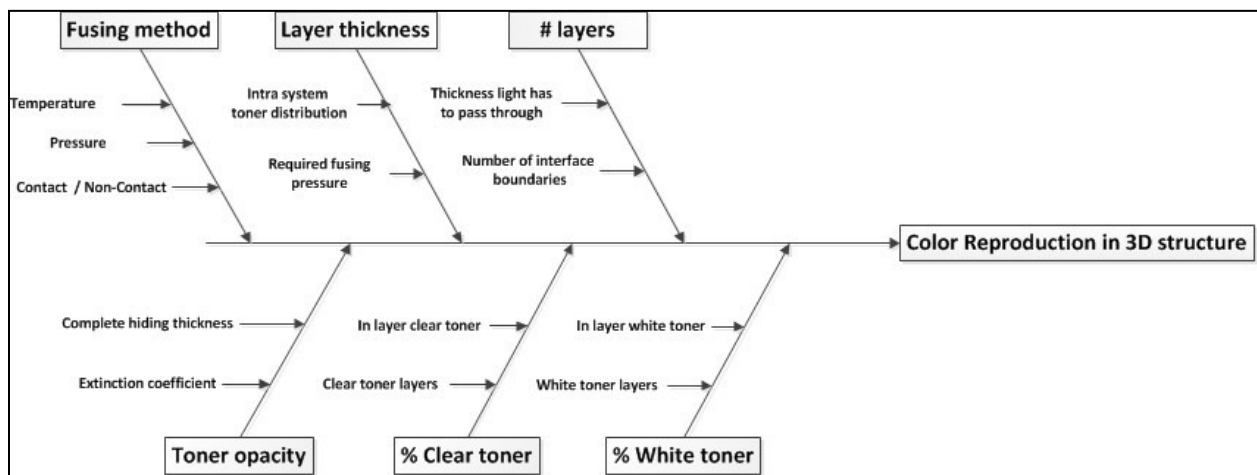 Fusing method
Layer thickness
# layers
Temperature
Pressure
Contact / Non-Contact
Intra system
toner distribution
Required fusing
pressure
Thickness light has
to pass through
Number of interface
boundaries
Color Reproduction in 3D structure
Complete hiding thickness
Extinction coefficient
In layer clear toner
Clear toner layers
In layer white toner
White toner layers
Toner opacity
% Clear toner
% White toner